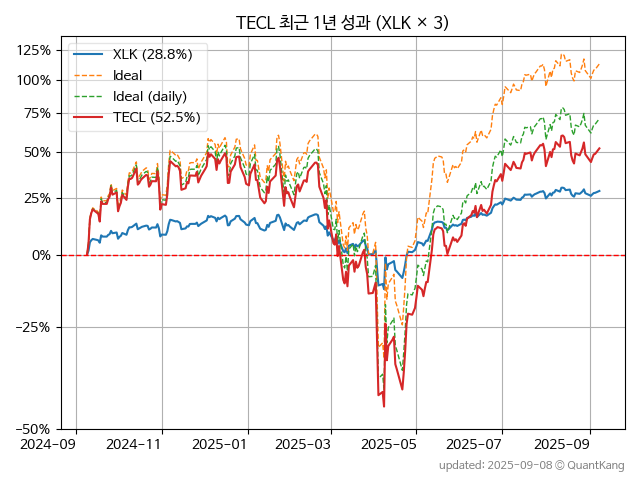 TECL 최근 1년 성과 (XLK × 3)
XLK (28.8%)
Ideal
Ideal (daily)
TECL (52.5%)
125%
100%
75%
50%
25%
0%
−25%
−50%
2024-09 2024-11 2025-01 2025-03 2025-05 2025-07 2025-09
updated: 2025-09-08 © QuantKang